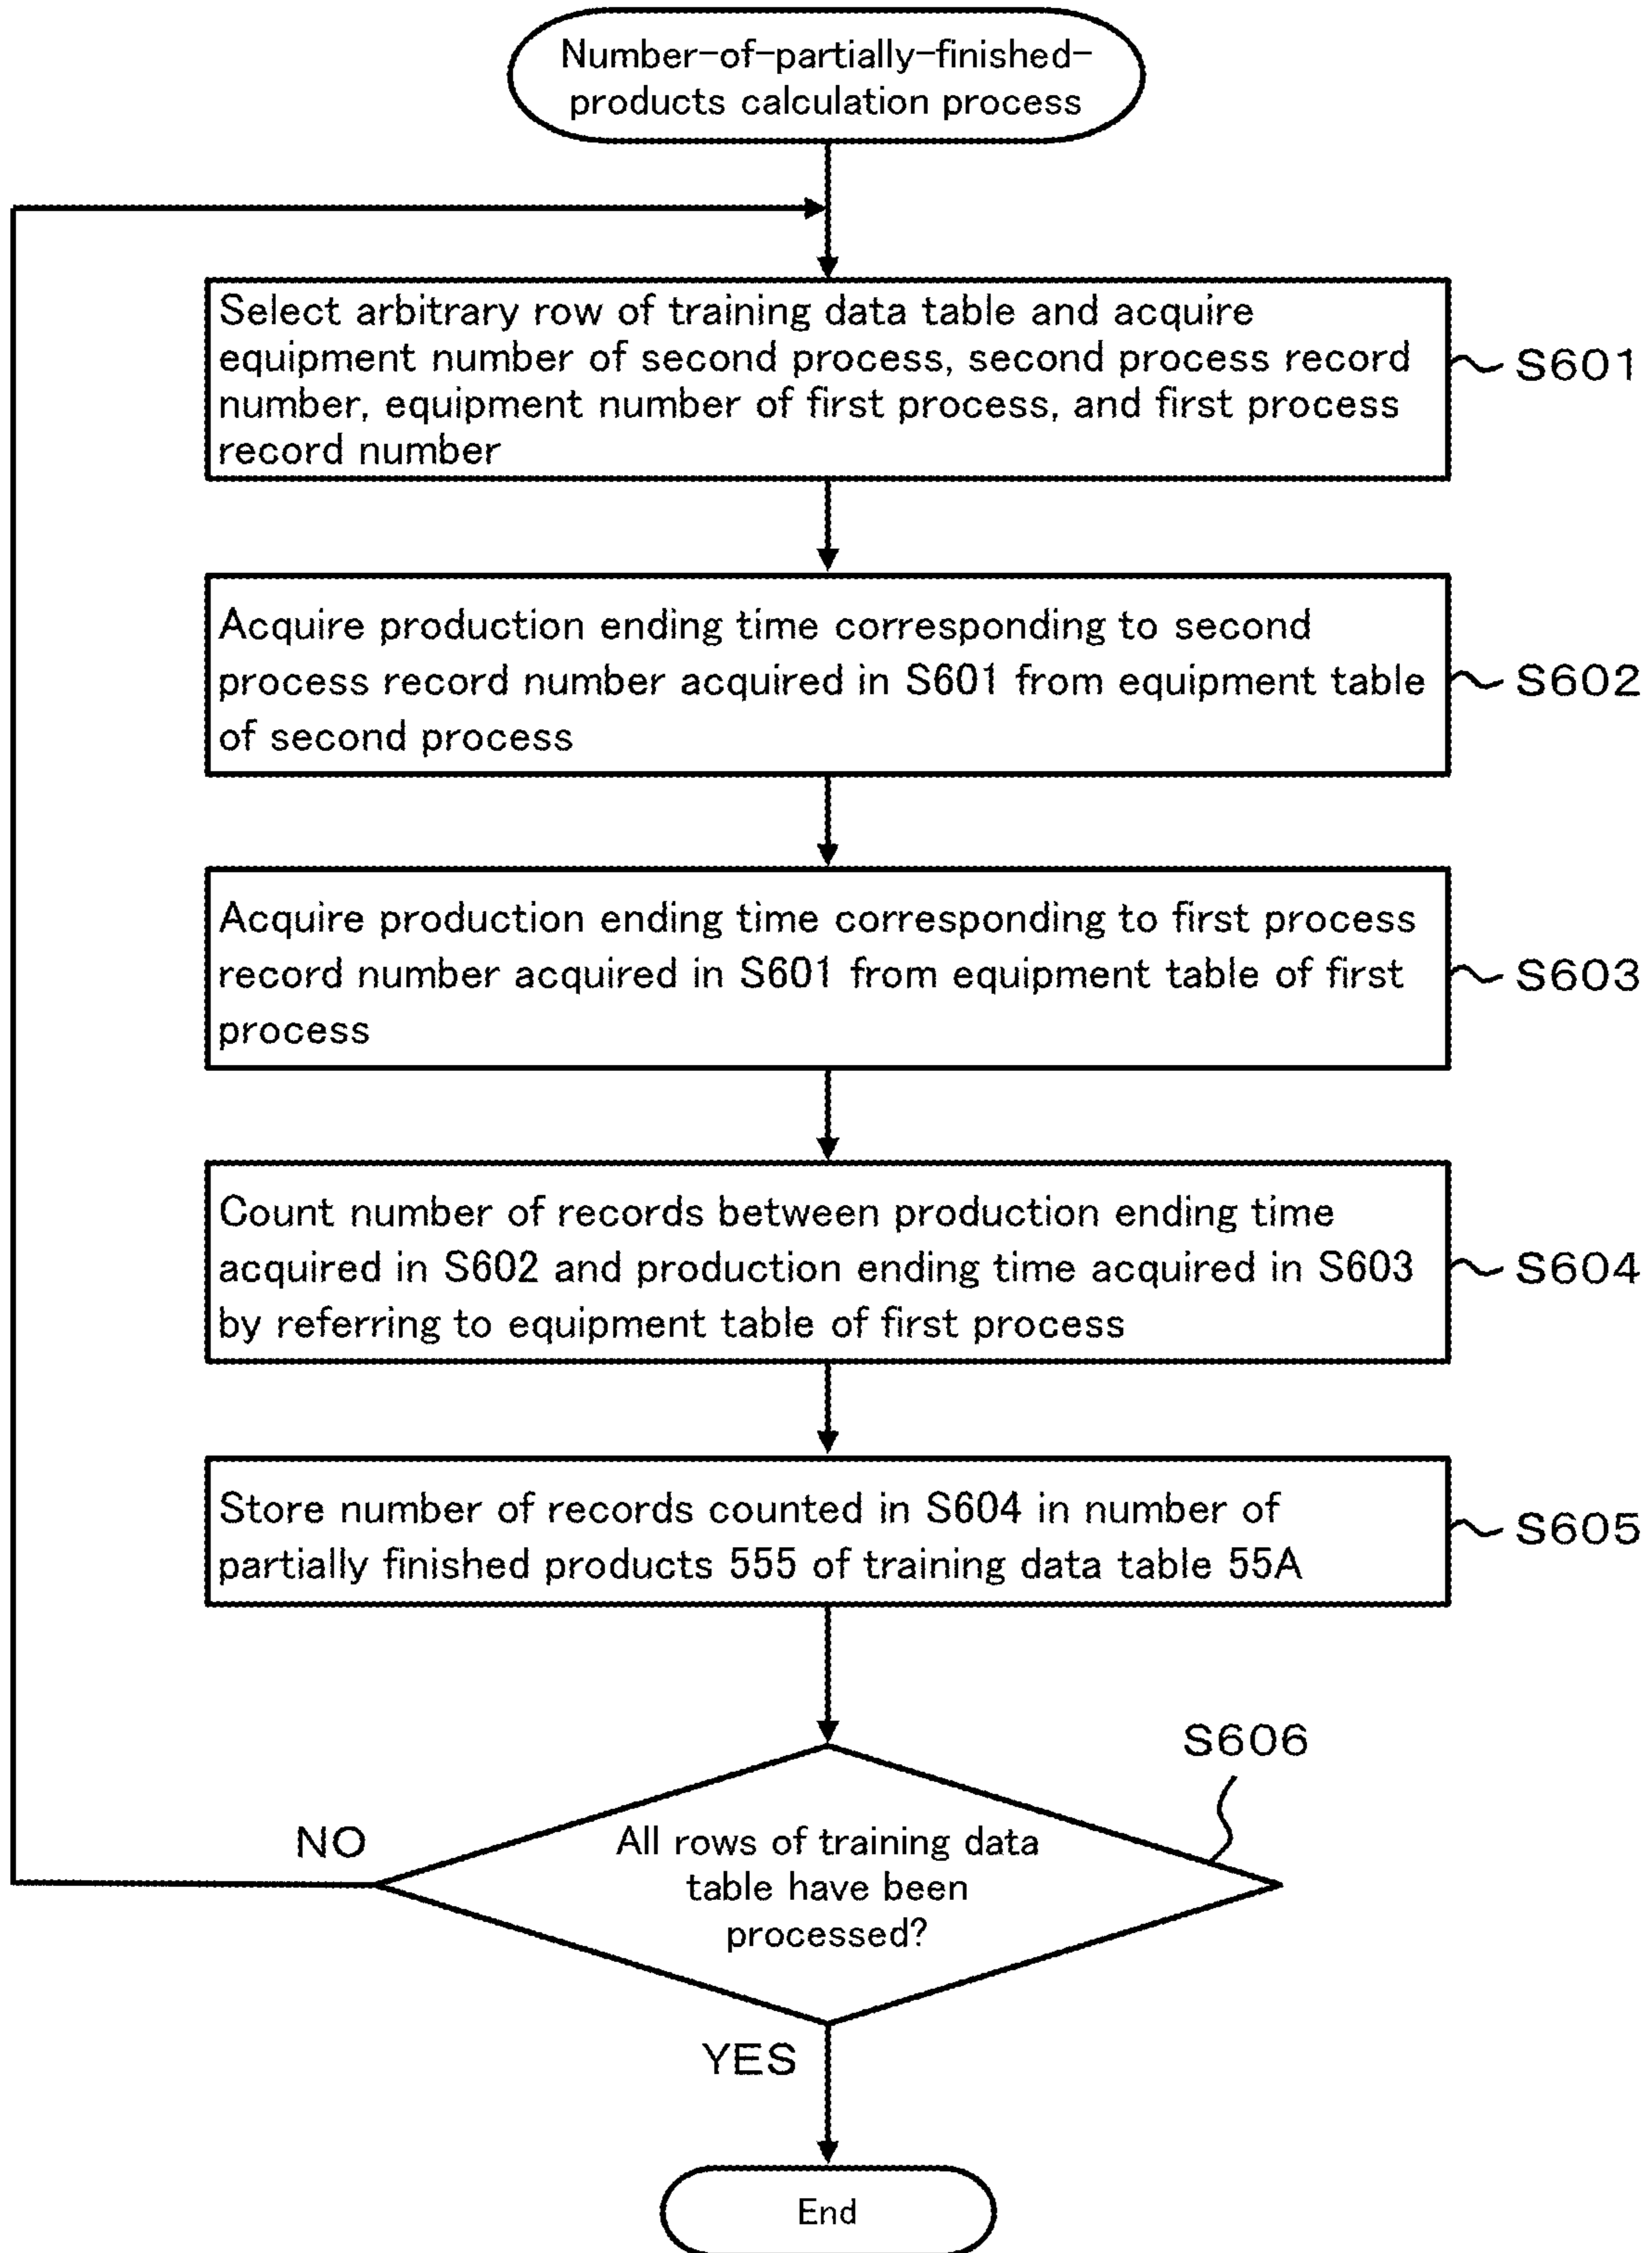 Number-of-partially-finished-
products calculation process
Select arbitrary row of training data table and acquire
equipment number of second process, second process record
number, equipment number of first process, and first process
record number
S601
Acquire production ending time corresponding to second
process record number acquired in S601 from equipment table
of second process
S602
Acquire production ending time corresponding to first process
record number acquired in S601 from equipment table of first
process
S603
Count number of records between production ending time
acquired in S602 and production ending time acquired in S603
by referring to equipment table of first process
S604
Store number of records counted in S604 in number of
partially finished products 555 of training data table 55A
S605
S606
NO
All rows of training data
table have been
processed?
YES
End